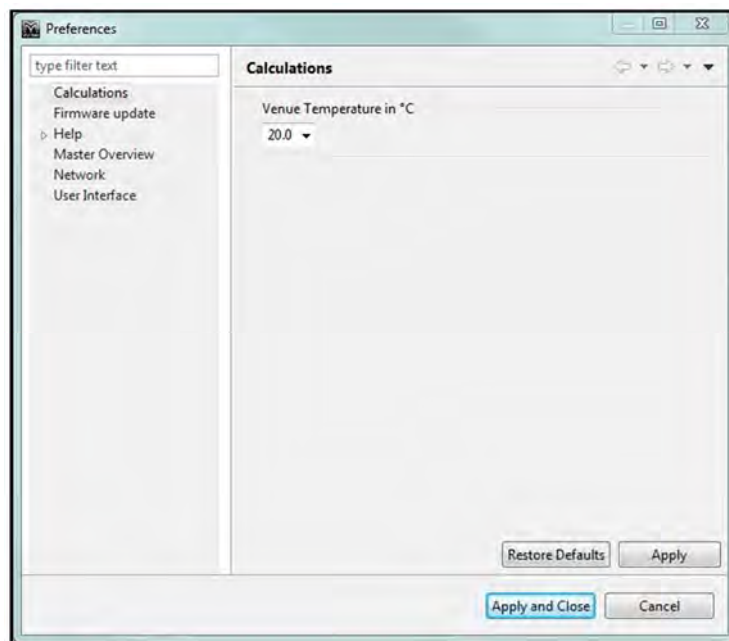 Preferences
type filter text
Calculations
Firmware update
Help
Master Overview
Network
User Interface
Calculations
Venue Temperature in °C
20.0
Restore Defaults
Apply
Apply and Close
Cancel